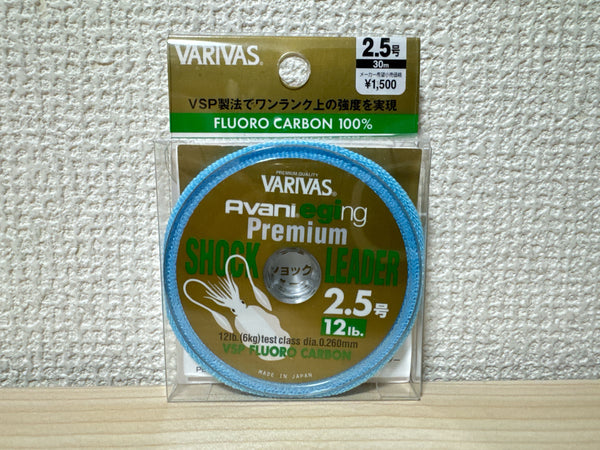 VARIVAS®
2.5号
30m
メーカー希望小売価格
¥1,500
VSP製法でワンランク上の強度を実現
FLUORO CARBON 100%
PREMIUM QUALITY
VARIVAS®
Avani eging
Premium
SHOCK LEADER
ショック
2.5号
12lb.
12lb.(6kg)test class dia.0.260mm
VSP FLUORO CARBON
MADE IN JAPAN